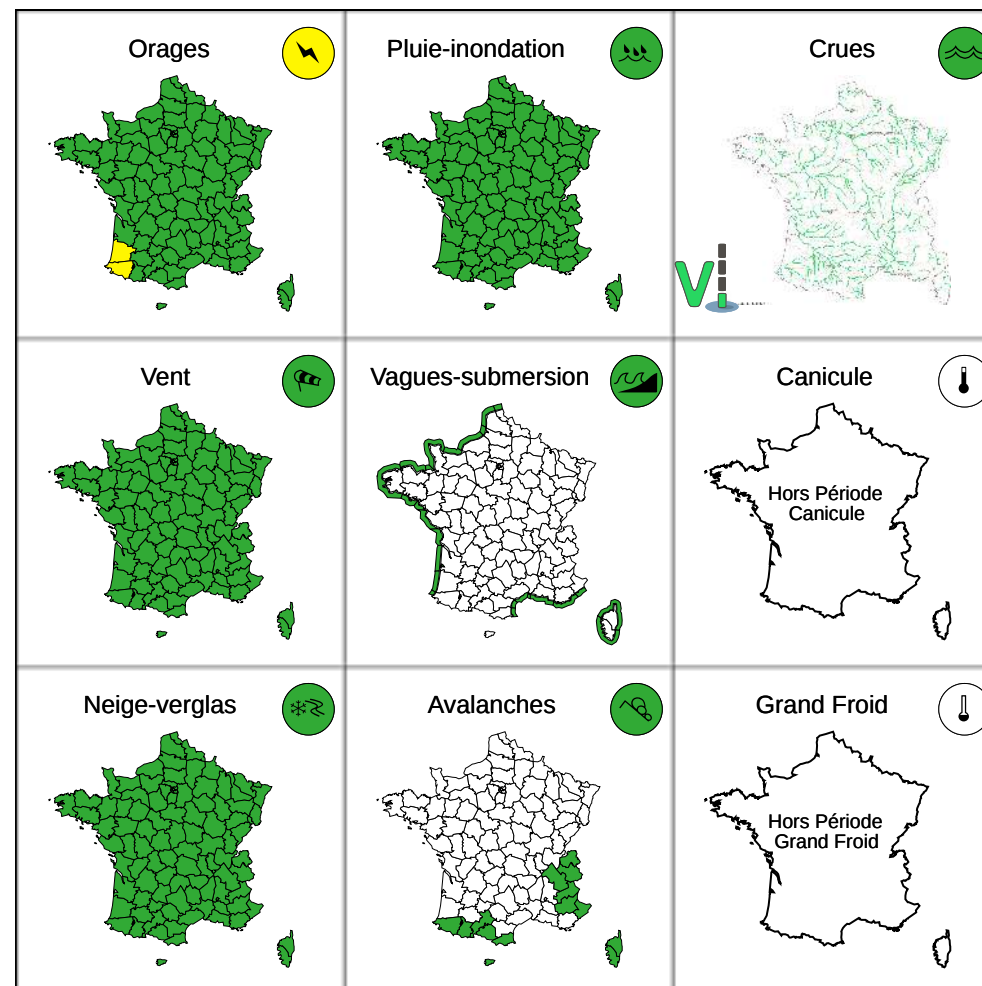 Orages
Pluie-inondation
Crues
Vi
Vent
Vagues-submersion
Canicule
Hors Période
Canicule
Neige-verglas
Avalanches
Grand Froid
Hors Période
Grand Froid